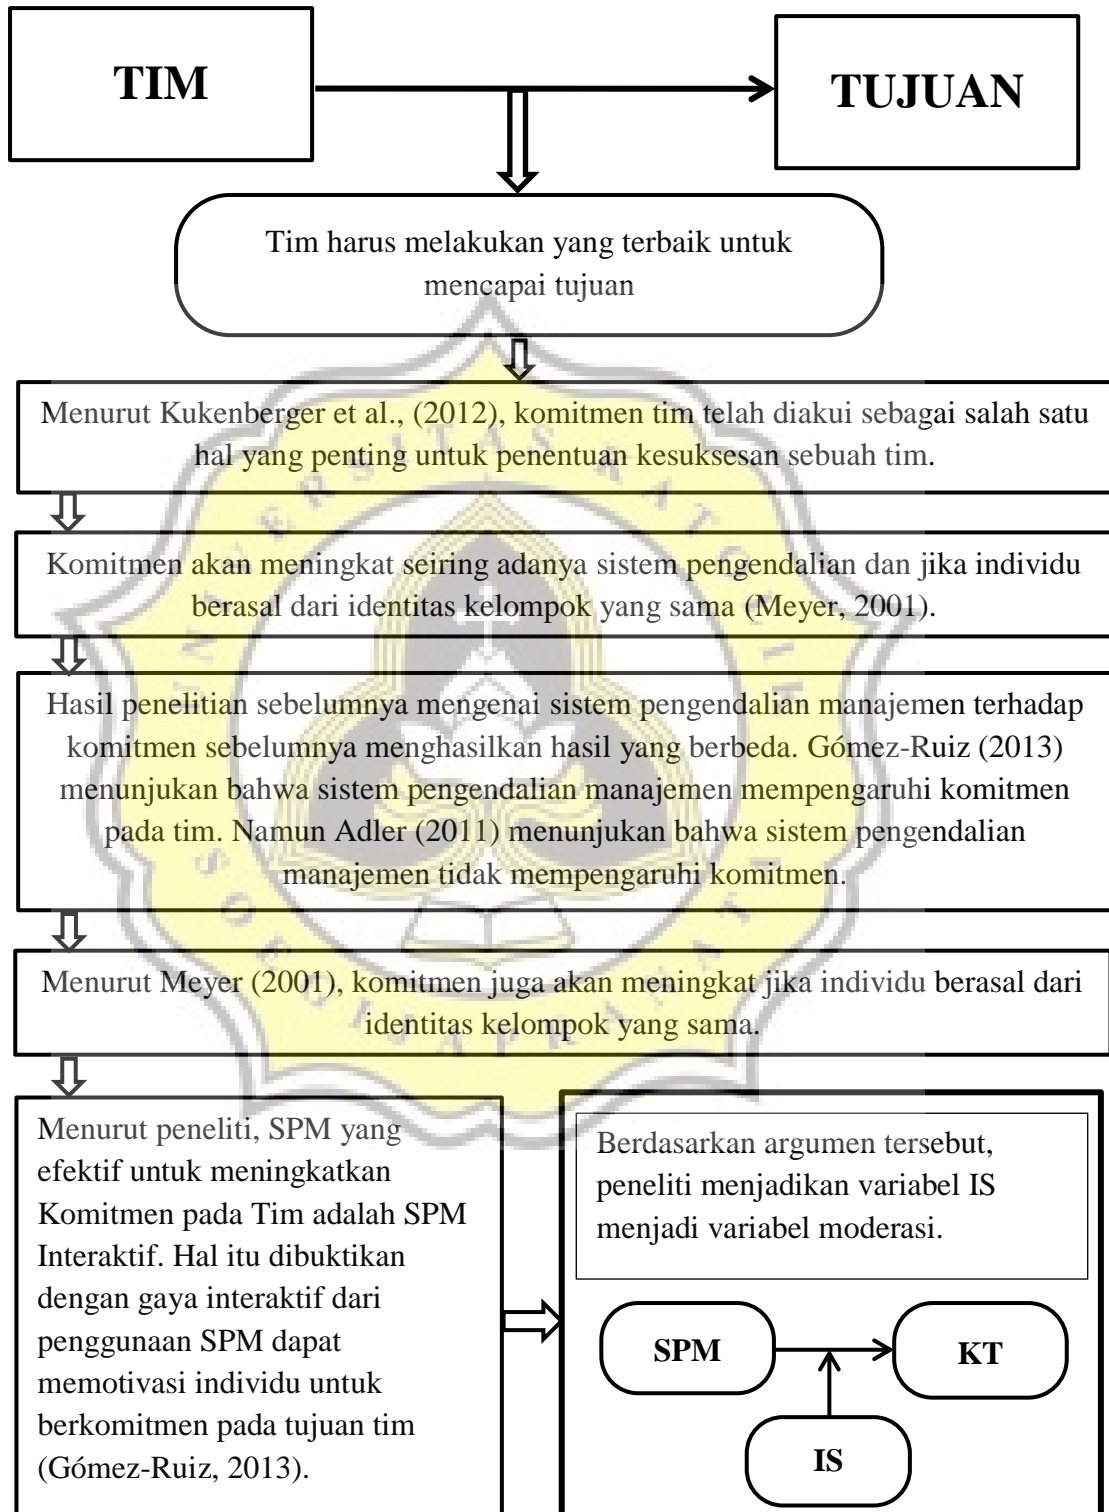 TIM
TUJUAN
Tim harus melakukan yang terbaik untuk
mencapai tujuan
Menurut Kukenberger et al., (2012), komitmen tim telah diakui sebagai salah satu
hal yang penting untuk penentuan kesuksesan sebuah tim.
Komitmen akan meningkat seiring adanya sistem pengendalian dan jika individu
berasal dari identitas kelompok yang sama (Meyer, 2001).
Hasil penelitian sebelumnya mengenai sistem pengendalian manajemen terhadap
komitmen sebelumnya menghasilkan hasil yang berbeda. Gómez-Ruiz (2013)
menunjukan bahwa sistem pengendalian manajemen mempengaruhi komitmen
pada tim. Namun Adler (2011) menunjukan bahwa sistem pengendalian
manajemen tidak mempengaruhi komitmen.
Menurut Meyer (2001), komitmen juga akan meningkat jika individu berasal dari
identitas kelompok yang sama.
Menurut peneliti, SPM yang
efektif untuk meningkatkan
Komitmen pada Tim adalah SPM
Interaktif. Hal itu dibuktikan
dengan gaya interaktif dari
penggunaan SPM dapat
memotivasi individu untuk
berkomitmen pada tujuan tim
(Gómez-Ruiz, 2013).
Berdasarkan argumen tersebut,
peneliti menjadikan variabel IS
menjadi variabel moderasi.
SPM
KT
IS
UNIVERSITAS KATOLIK
SOEGIJAPRANATA